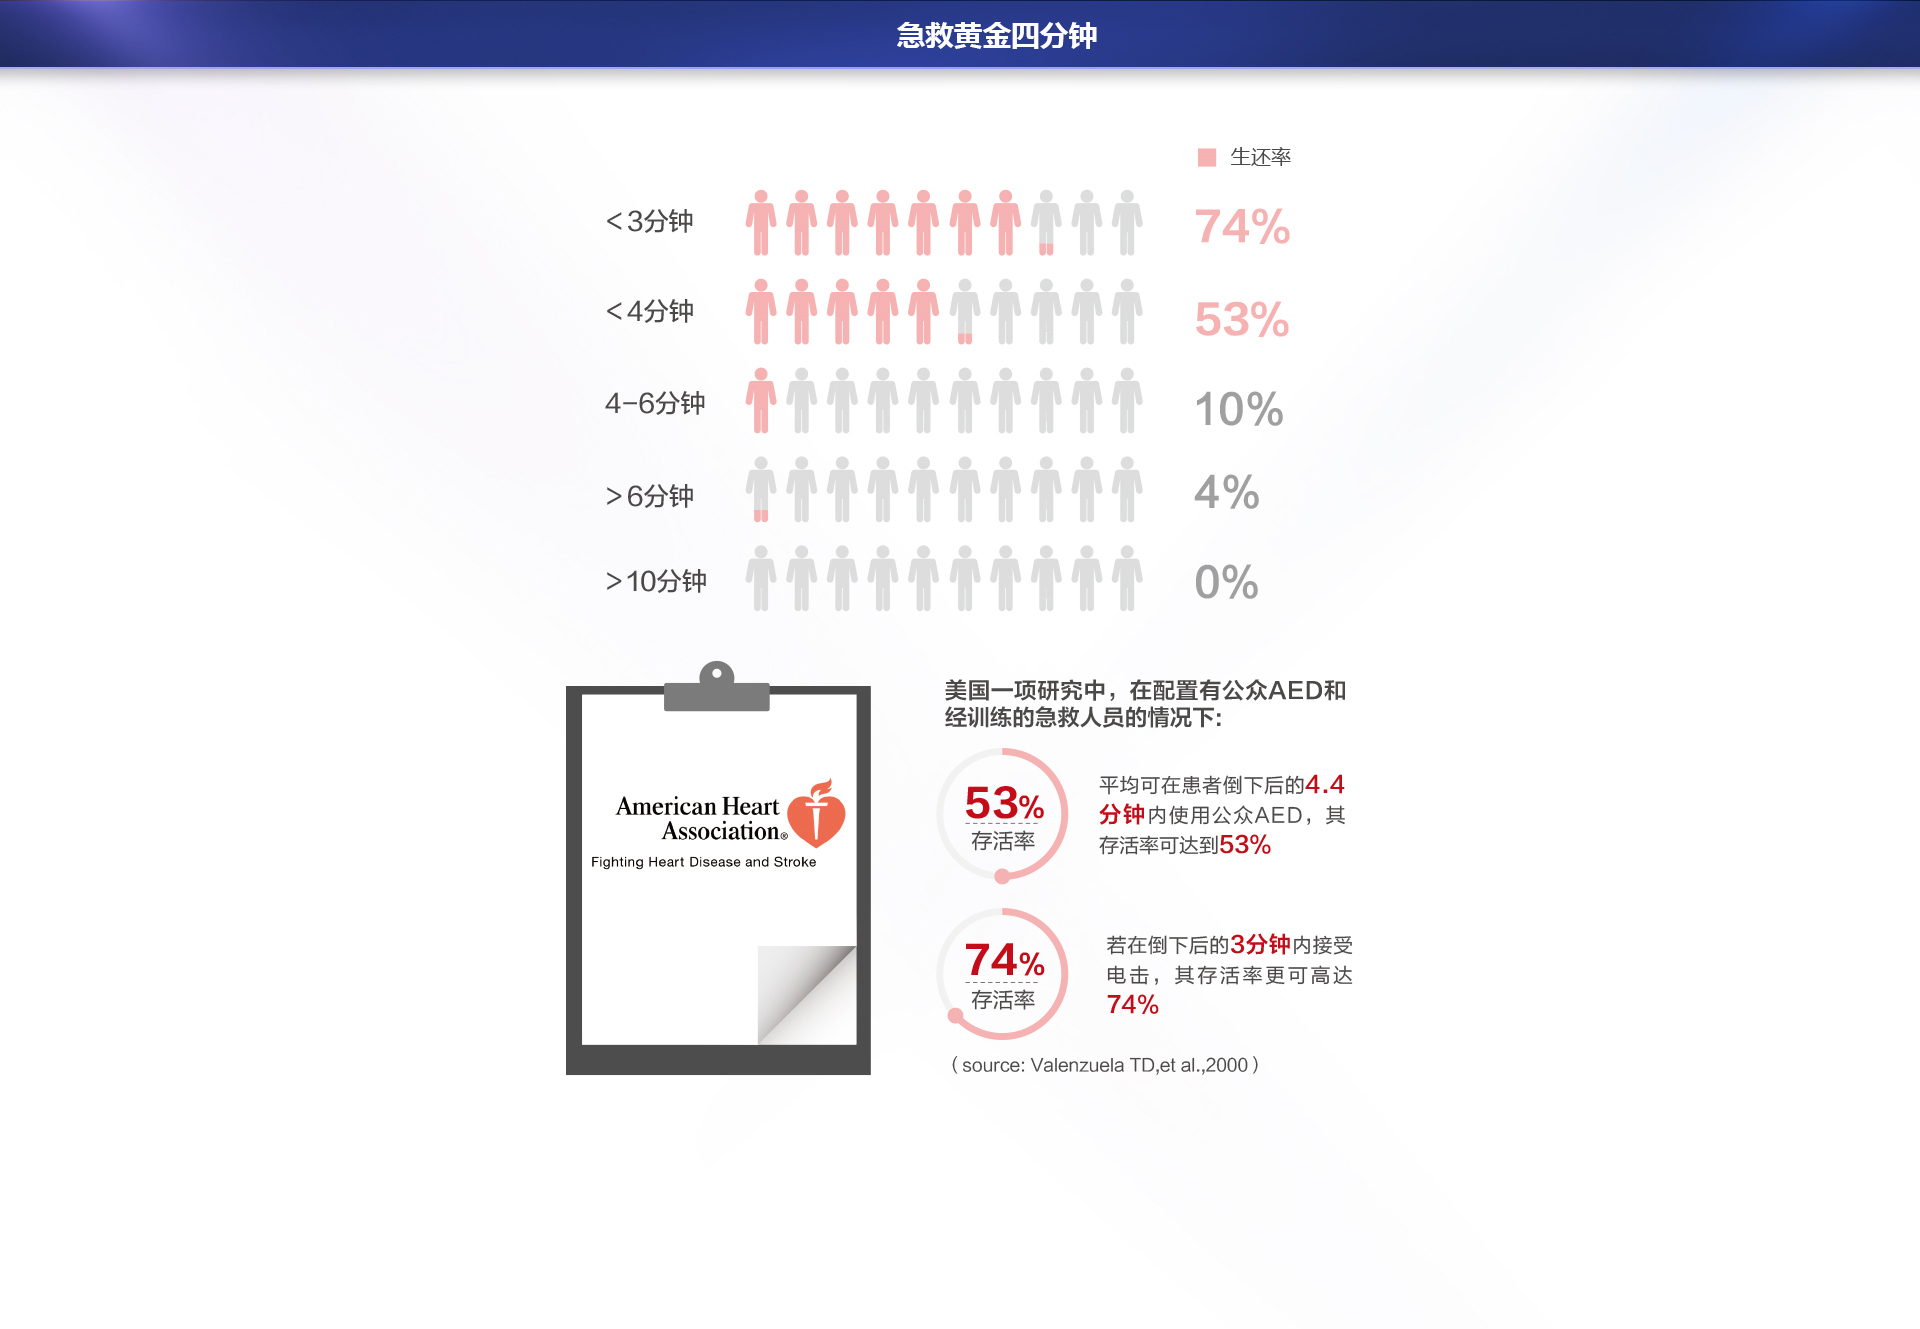 急救黄金四分钟
生还率
<3分钟 74%
<4分钟 53%
4-6分钟 10%
>6分钟 4%
>10分钟 0%
American Heart
Association®
Fighting Heart Disease and Stroke
美国一项研究中，在配置有公众AED和
经训练的急救人员的情况下:
53%
存活率
平均可在患者倒下后的4.4
分钟内使用公众AED，其
存活率可达到53%
74%
存活率
若在倒下后的3分钟内接受
电击，其存活率更可高达
74%
（source: Valenzuela TD,et al.,2000）